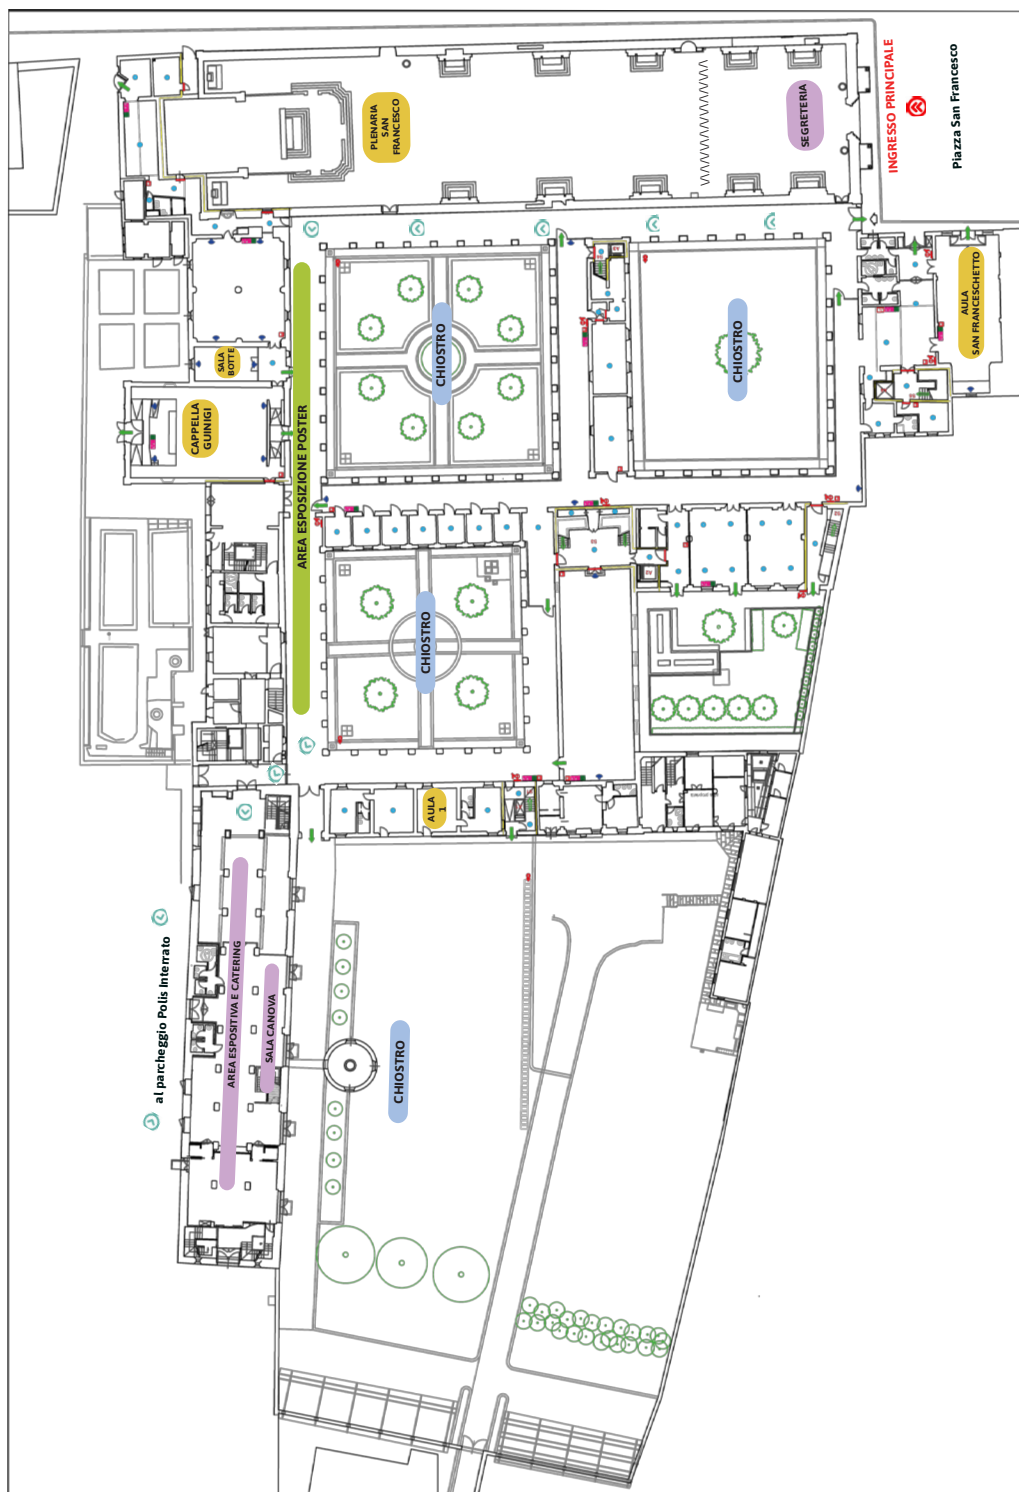 INGRESSO PRINCIPALE
Piazza San Francesco
SEGRETERIA
PLENARIA
SAN
FRANCESCO
AULA
SAN FRANCESCHETTO
SALA
BOTTE
CAPPELLA
GUINIGI
CHIOSTRO
CHIOSTRO
AREA ESPOSIZIONE POSTER
CHIOSTRO
AULA
1
AREA ESPOSITIVA E CATERING
SALA CANOVA
al parcheggio Polis Interrato
CHIOSTRO